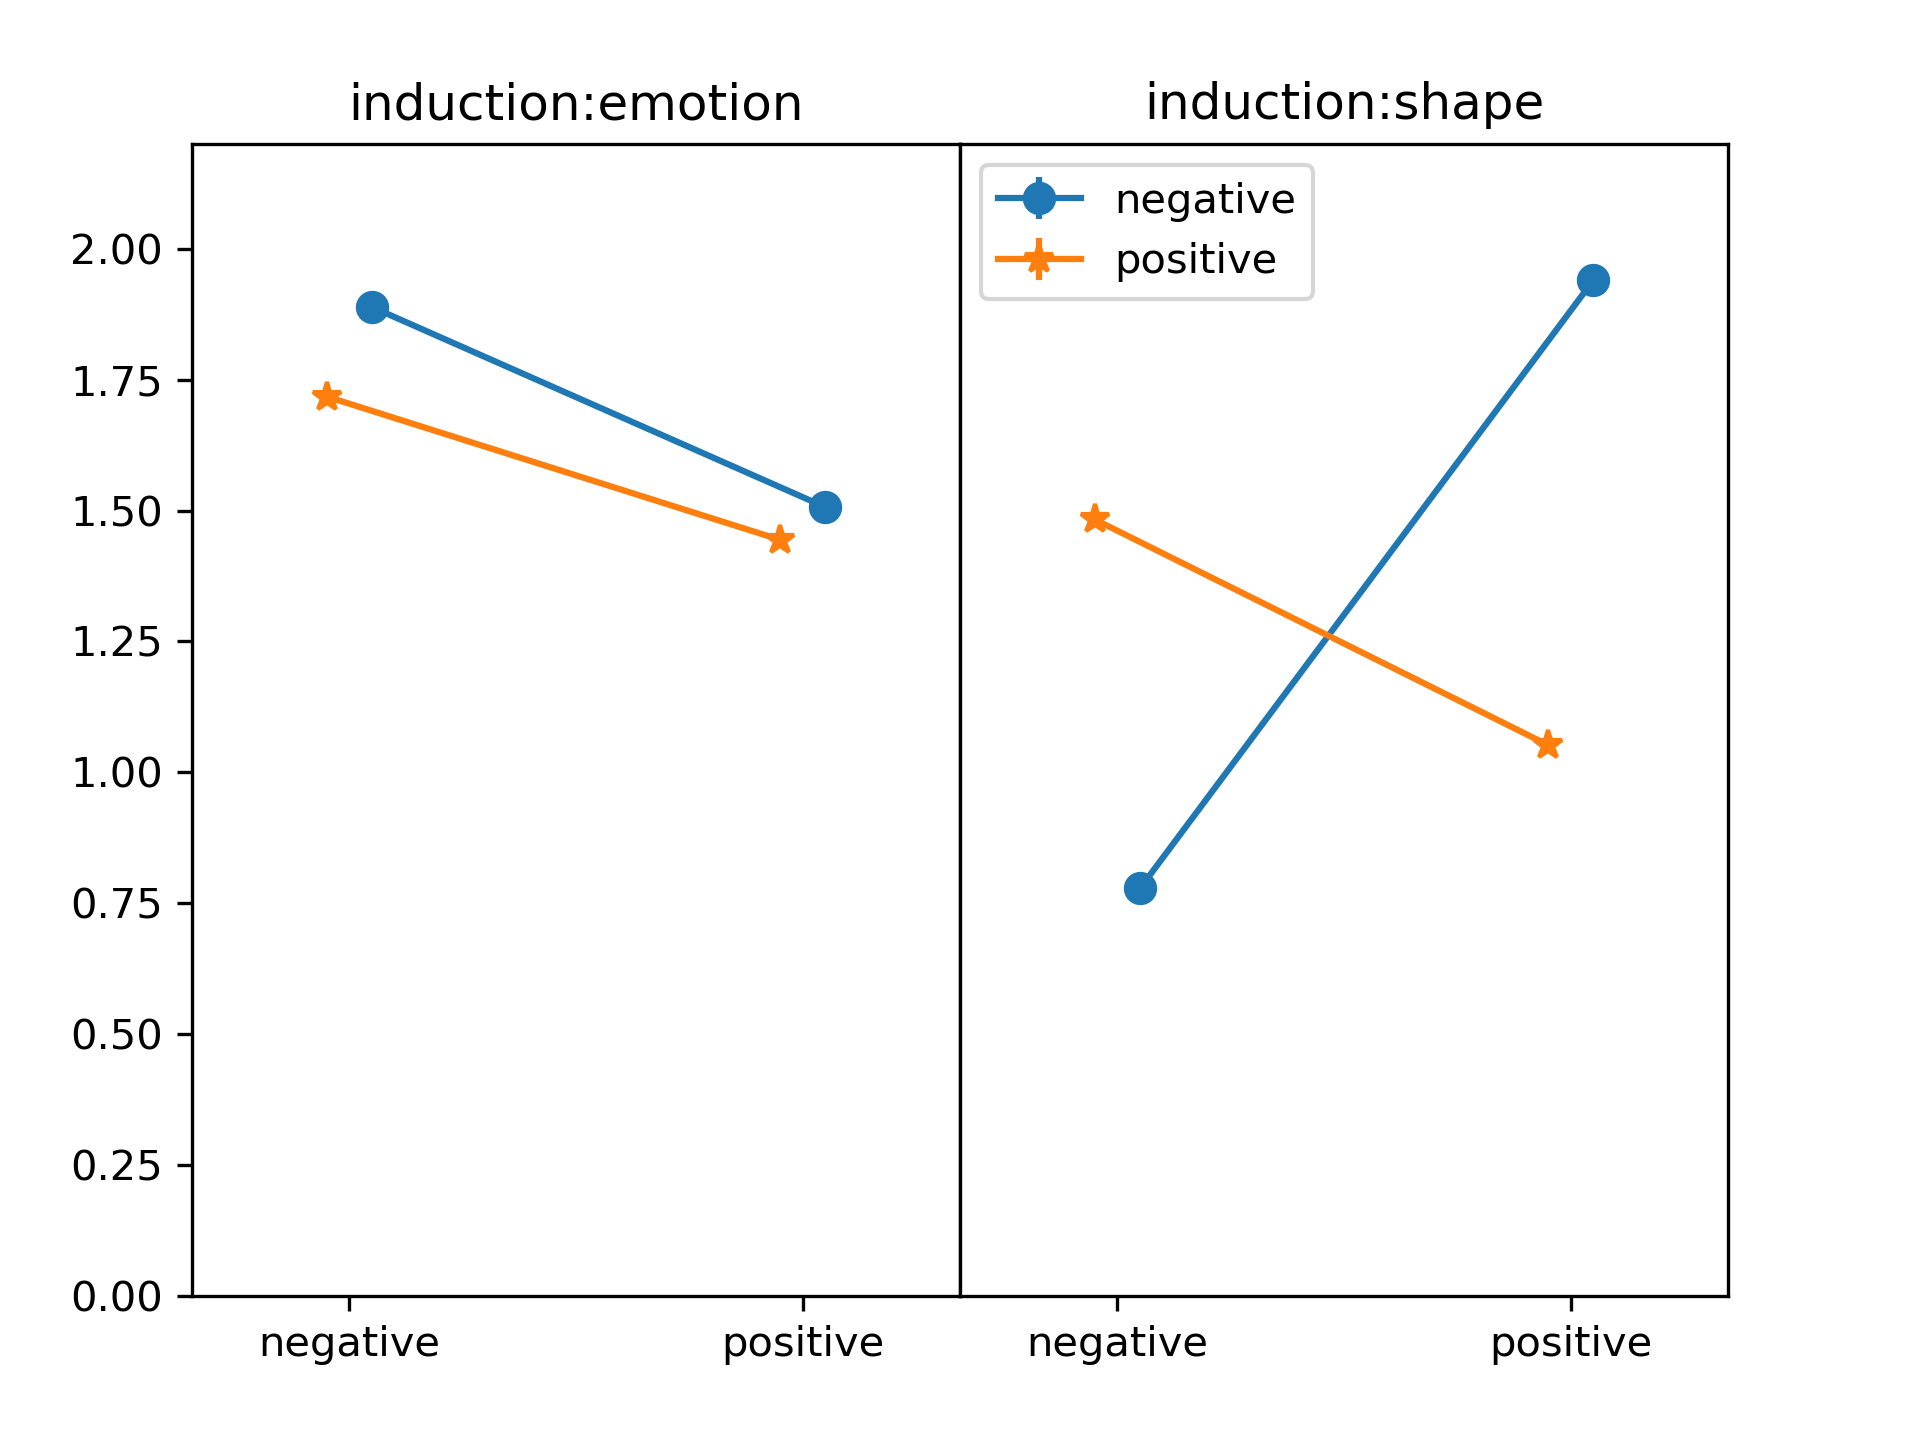 induction:emotion
induction:shape
negative
positive
2.00
1.75
1.50
1.25
1.00
0.75
0.50
0.25
0.00
negative
positive
negative
positive